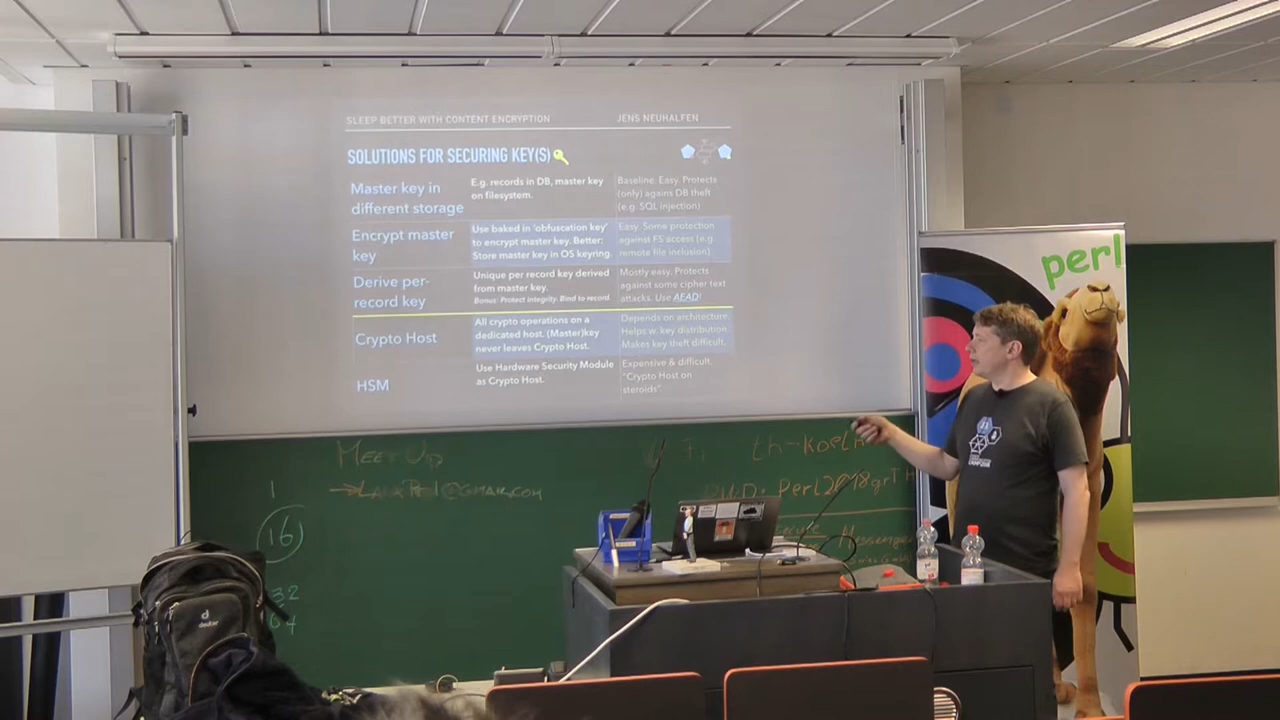 SLEEP BETTER WITH CONTENT ENCRYPTION
JENS NEUHALFEN
SOLUTIONS FOR SECURING KEY(S)
Master key in
different storage
E.g. records in DB, master key
on filesystem.
Baseline. Easy. Protects
(only) agains DB theft
(e.g. SQL injection)
Encrypt master
key
Use baked in 'obfuscation key'
to encrypt master key. Better:
Store master key in OS keyring.
Easy. Some protection
against FS access (e.g.
remote file inclusion)
Derive per-
record key
Unique per record key derived
from master key.
Bonus: Protect integrity. Bind to record.
Mostly easy. Protects
against some cipher text
attacks. Use AEAD!
Crypto Host
All crypto operations on a
dedicated host. (Master)key
never leaves Crypto Host.
Depends on architecture.
Helps w. key distribution.
Makes key theft difficult.
HSM
Use Hardware Security Module
as Crypto Host.
Expensive & difficult.
"Crypto Host on
steroids"
perl
MEETUP
1
16
32
64
th-koeln
Messenger
deuter